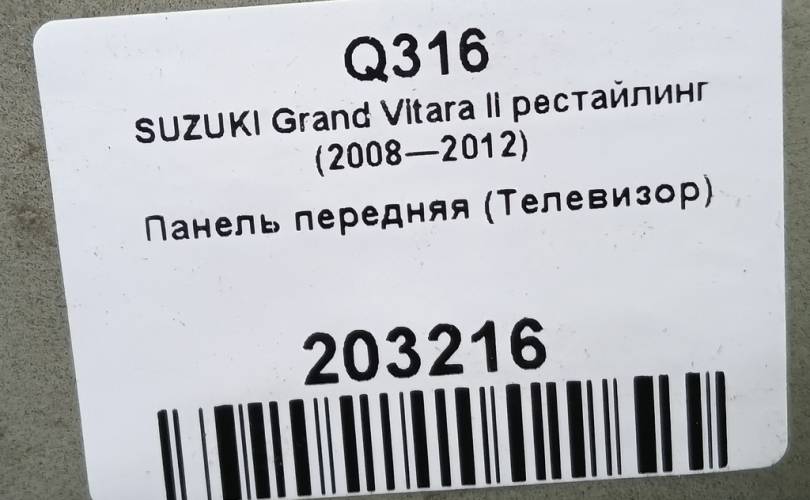 Q316
SUZUKI Grand Vitara II рестайлинг
(2008—2012)
Панель передняя (Телевизор)
203216